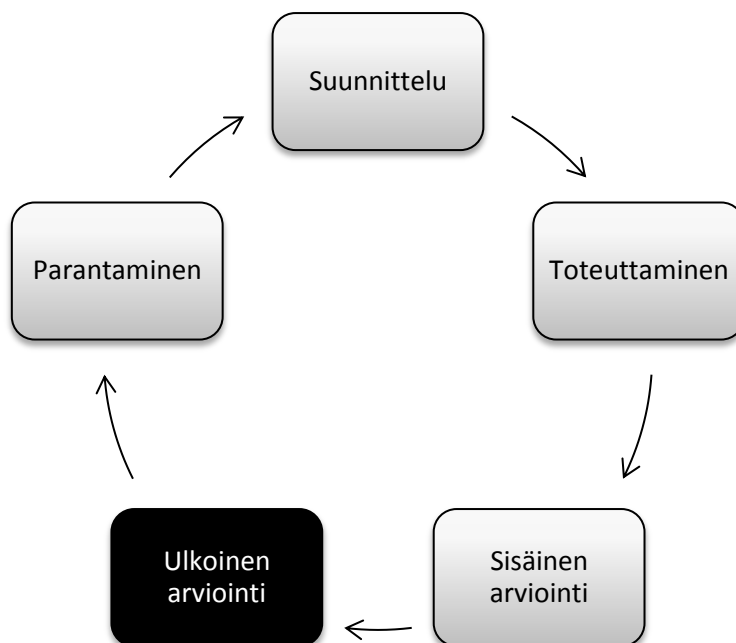 Suunnittelu
Toteuttaminen
Sisäinen
arviointi
Ulkoinen
arviointi
Parantaminen